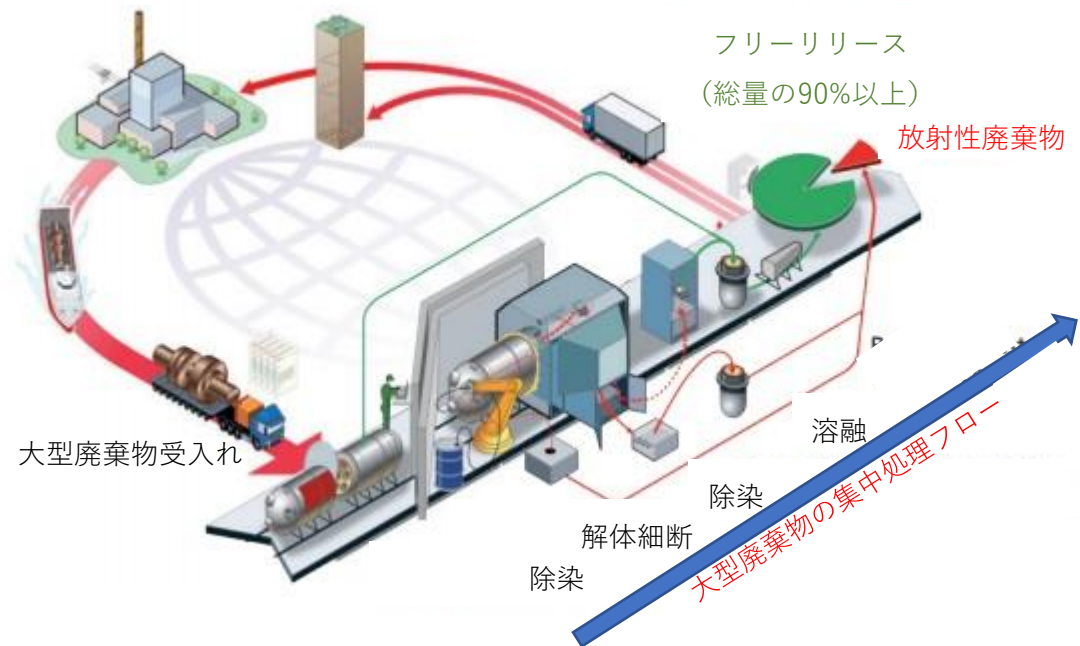 フリーリリース
(総量の90%以上)
放射性廃棄物
大型廃棄物受入れ
溶融
除染
解体細断
除染
大型廃棄物の集中処理フロー